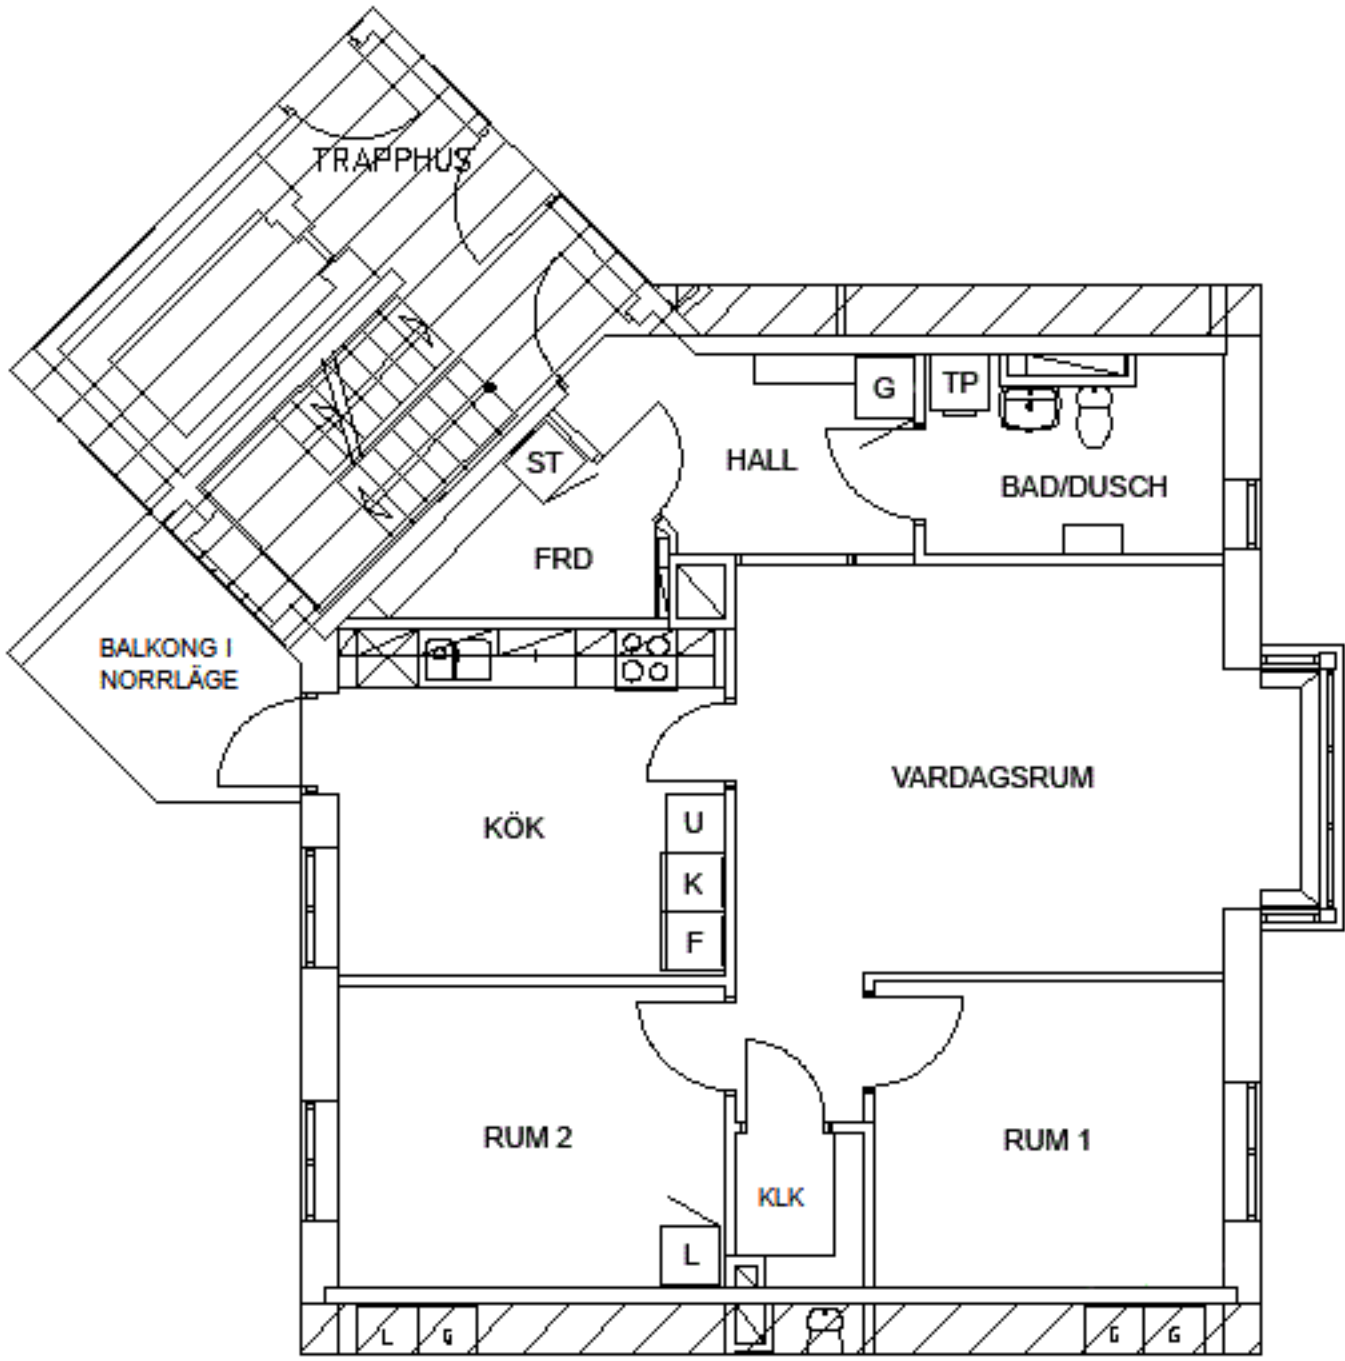 TRAPPHUS
G
TP
ST
HALL
BAD/DUSCH
FRD
BALKONG I
NORRLÄGE
VARDAGSRUM
KÖK
U
K
F
RUM 2
RUM 1
KLK
L
L
G
G
G